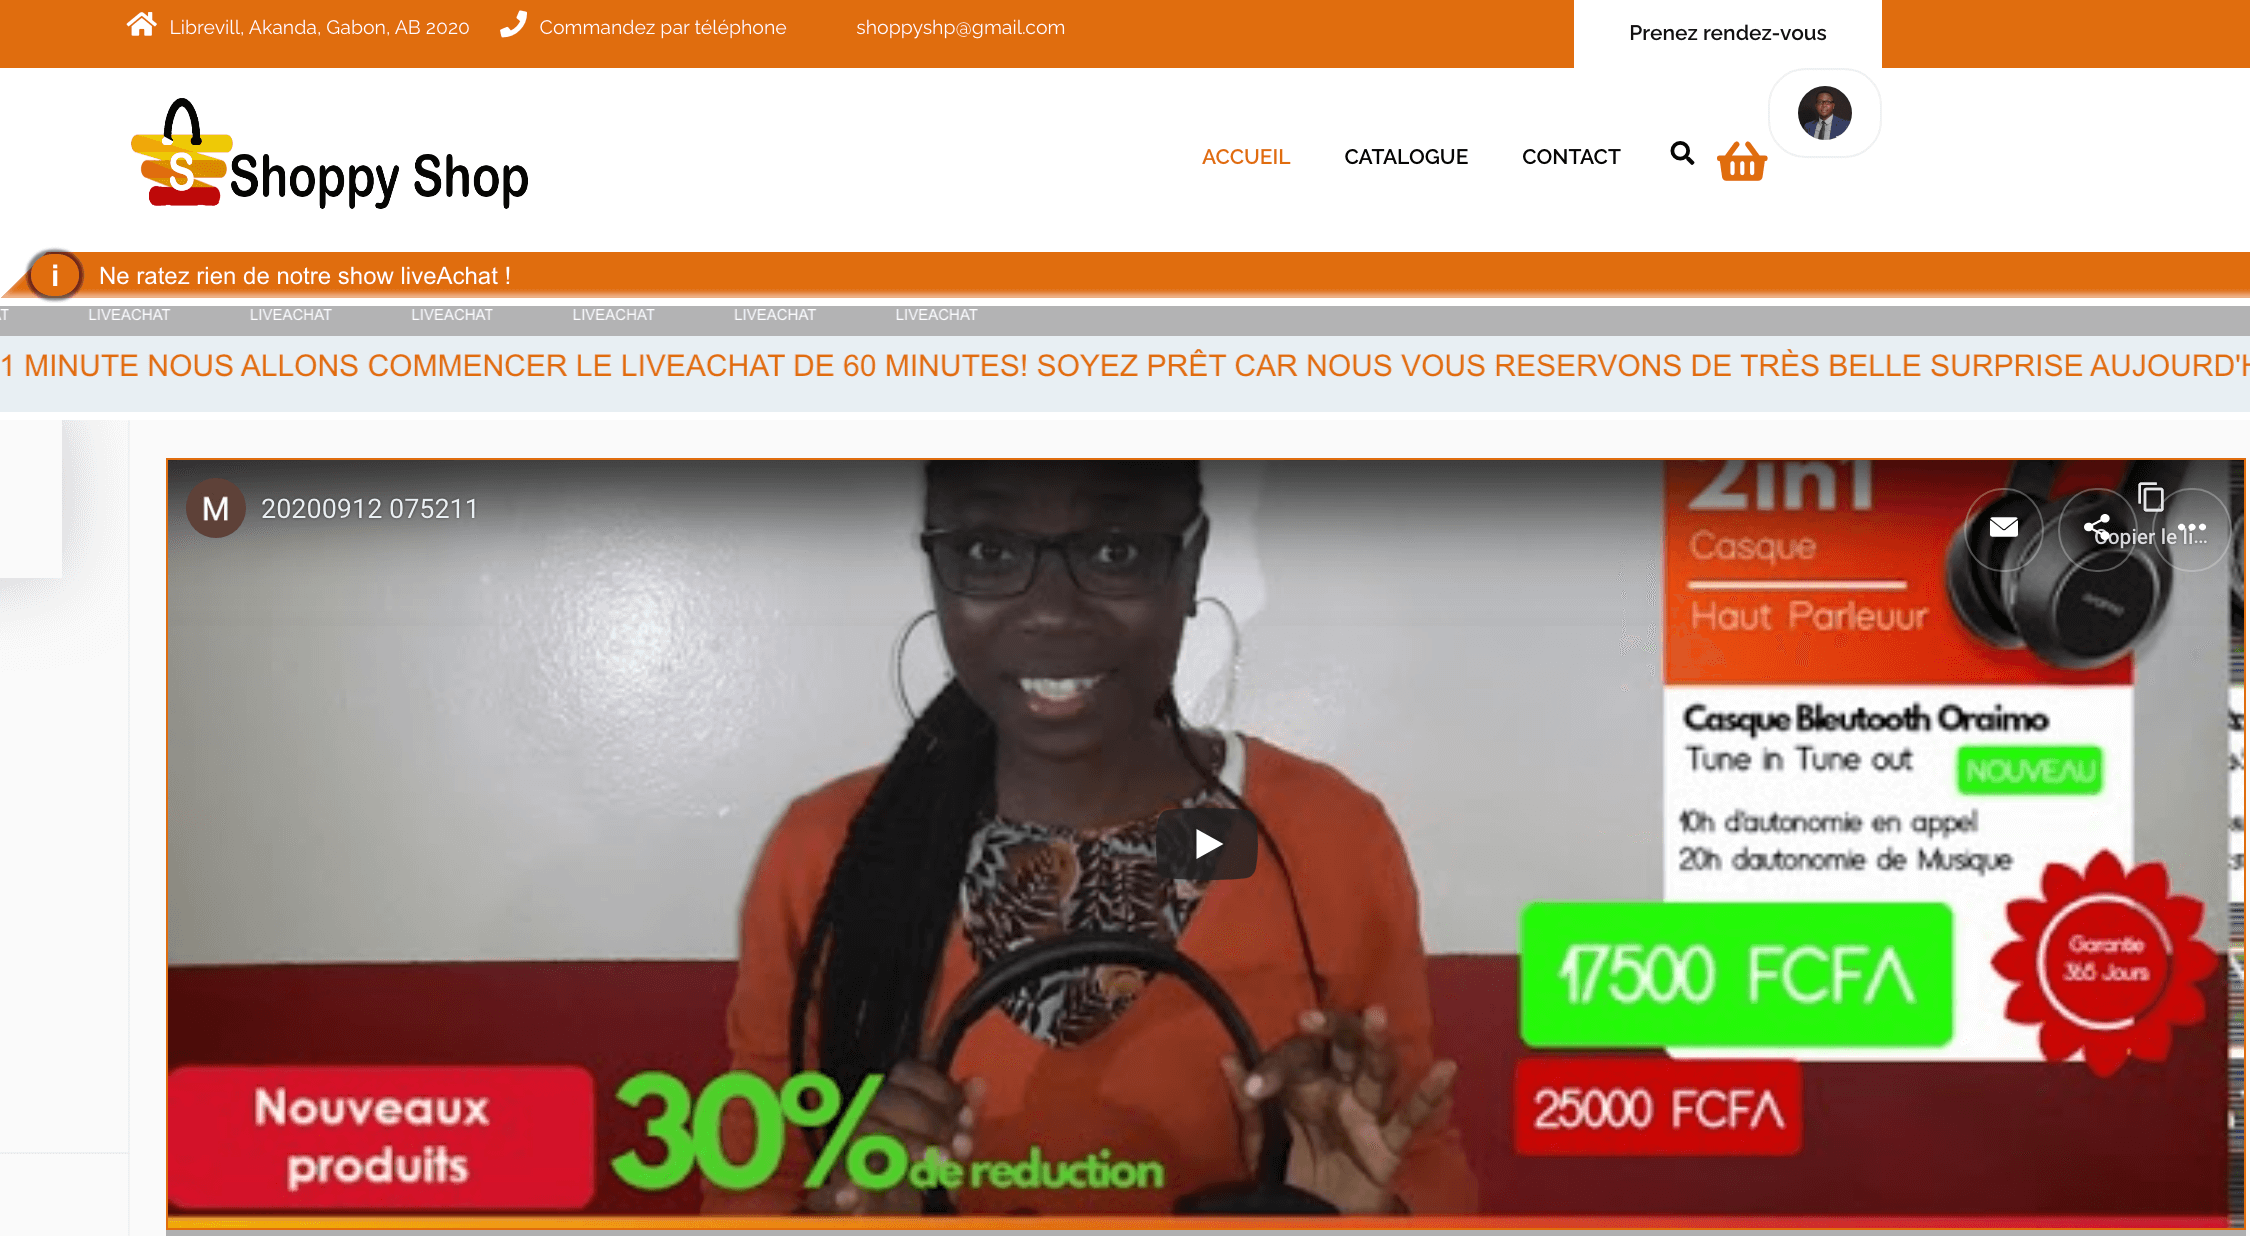 Librevill, Akanda, Gabon, AB 2020
Commandez par téléphone
shoppyshp@gmail.com
Prenez rendez-vous
S
Shoppy Shop
ACCUEIL
CATALOGUE
CONTACT
i
Ne ratez rien de notre show liveAchat !
T LIVEACHAT LIVEACHAT LIVEACHAT LIVEACHAT LIVEACHAT LIVEACHAT
1 MINUTE NOUS ALLONS COMMENCER LE LIVEACHAT DE 60 MINUTES! SOYEZ PRÊT CAR NOUS VOUS RESERVONS DE TRÈS BELLE SURPRISE AUJOURD'H
M
20200912 075211
Copier le li...
2in1
Casque
Haut Parleuur
Casque Bleutooth Oraimo
Tune in Tune out
NOUVEAU
10h d'autonomie en appel
20h dautonomie de Musique
17500 FCFA
Garantie
365 Jours
25000 FCFA
Nouveaux
produits
30%
de reduction